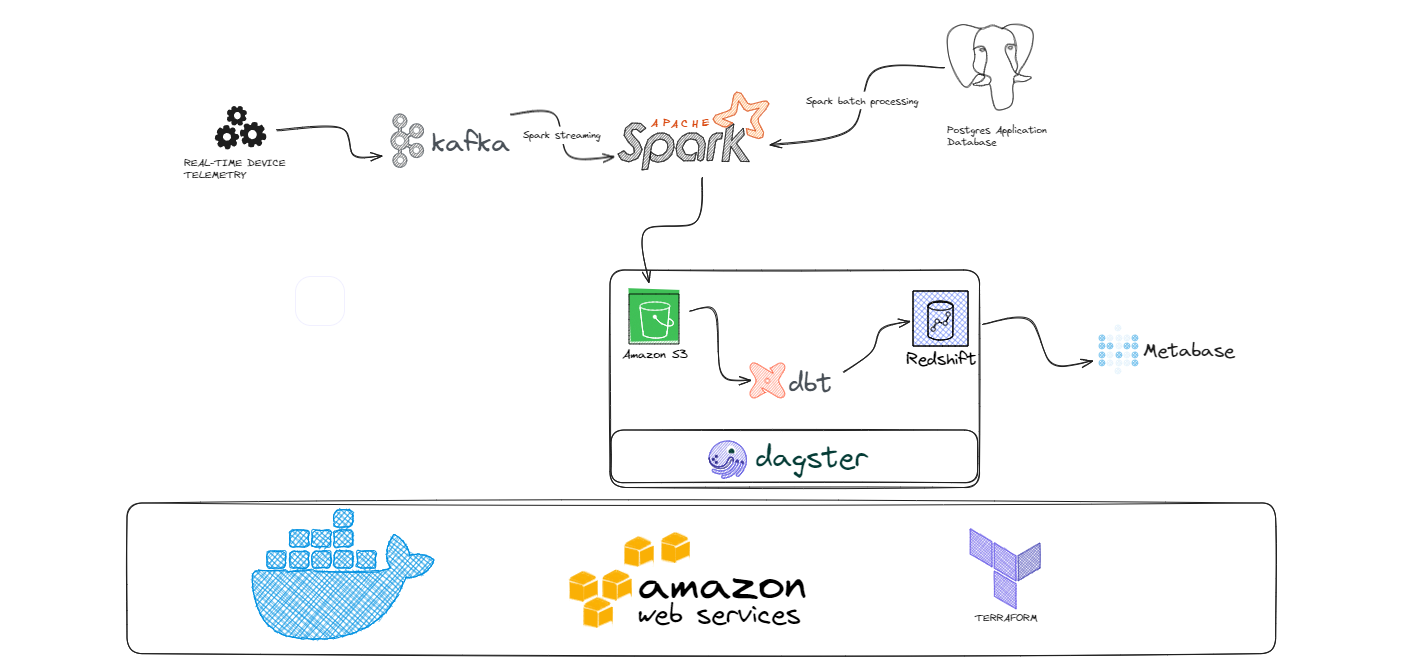 Spark batch processing
APACHE
Spark
kafka
Spark streaming
Postgres Application
Database
REAL-TIME DEVICE
TELEMETRY
Amazon S3
Redshift
Metabase
dbt
dagster
amazon
web services
TERRAFORM